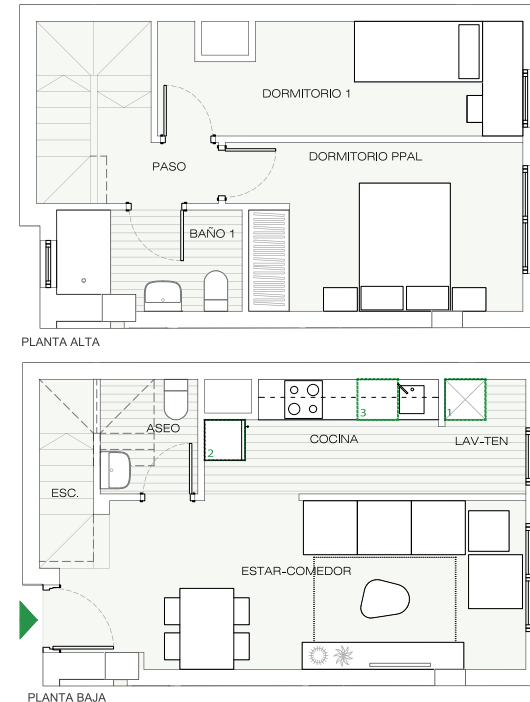 DORMITORIO 1
DORMITORIO PPAL
PASO
BAÑO 1
PLANTA ALTA
3
1
ASEO
COCINA
LAV-TEN
2
ESC.
ESTAR-COMEDOR
PLANTA BAJA